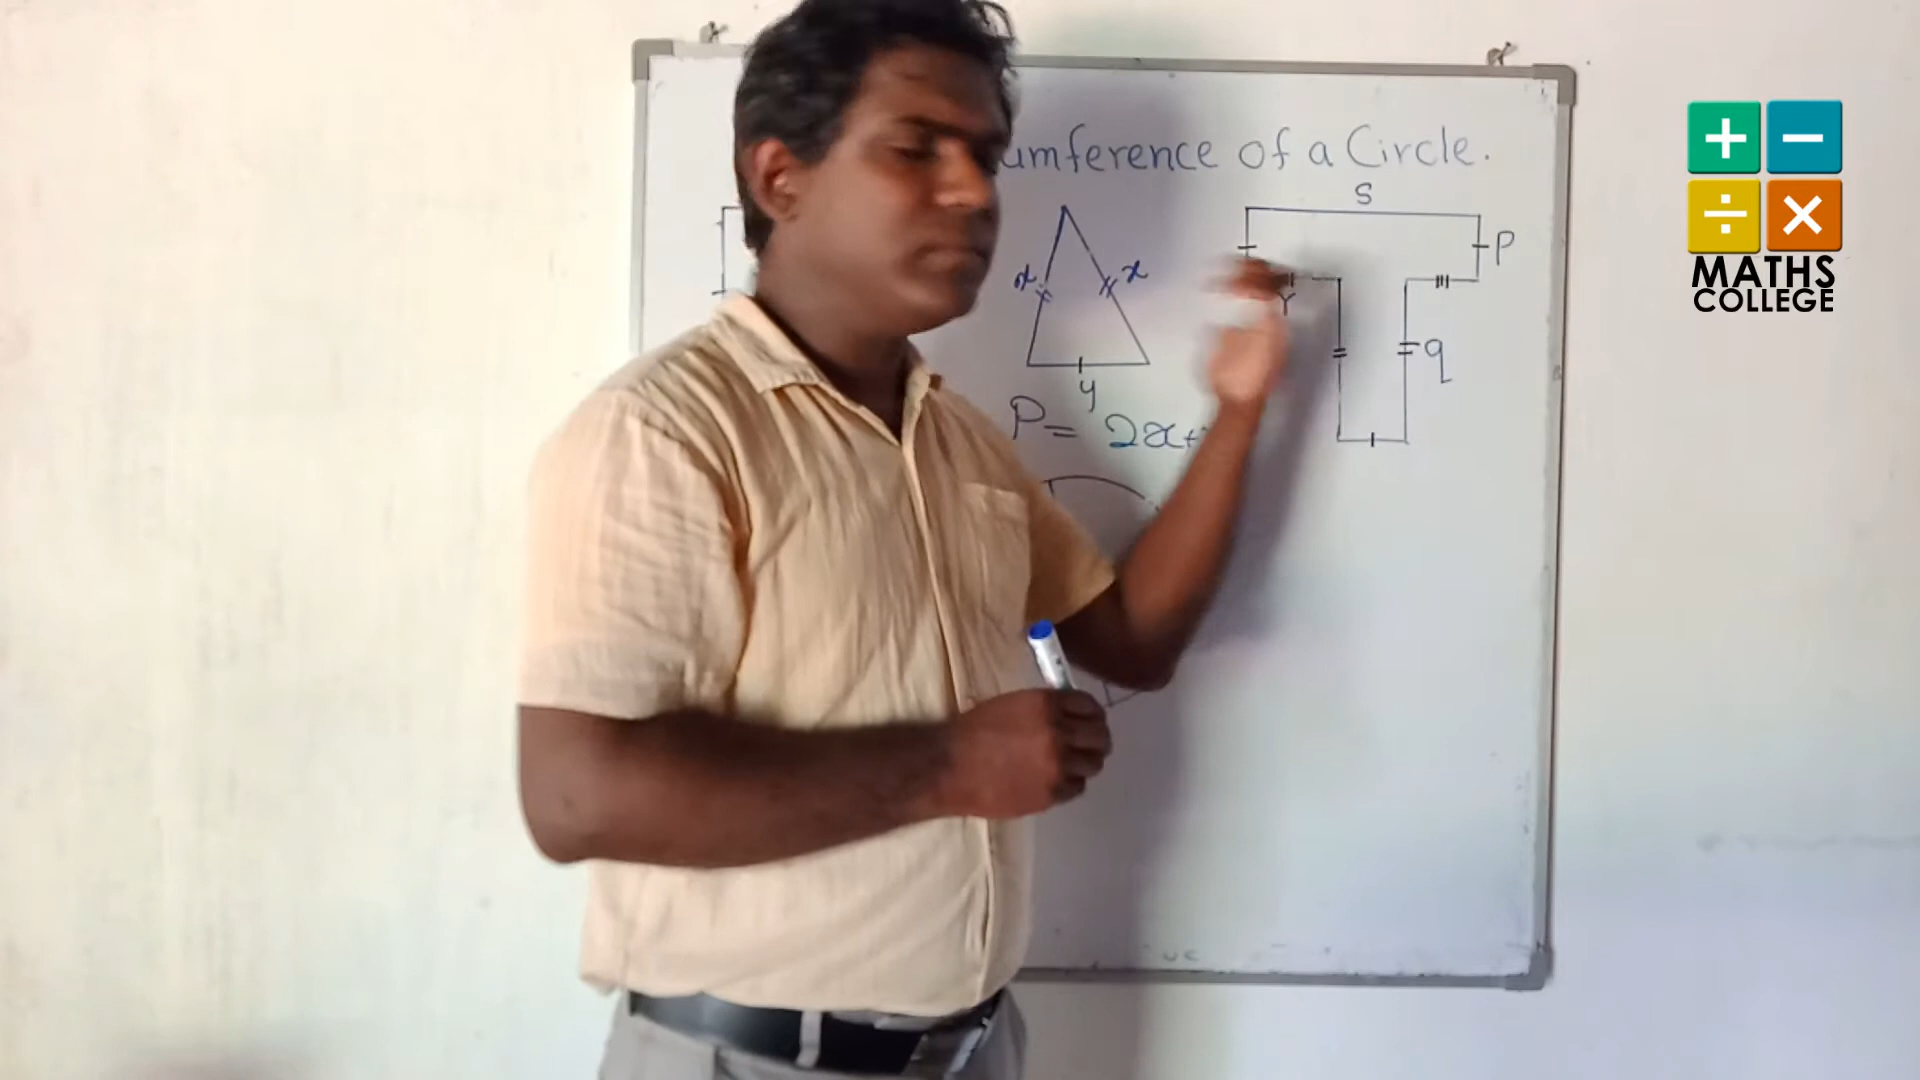 umference of a Circle.
S
P
x x
r
q
y
P = 2x+
+ −
÷ ×
MATHS
COLLEGE